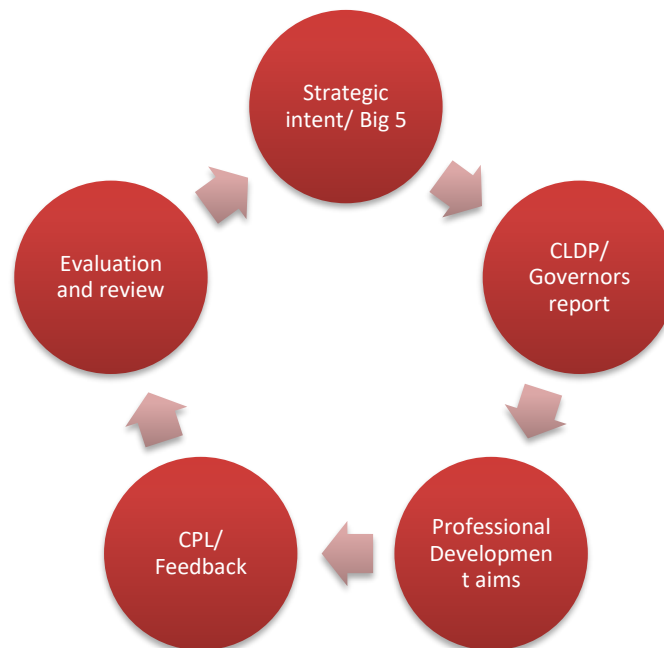 Strategic
intent/ Big 5
CLDP/
Governors
report
Professional
Developmen
t aims
CPL/
Feedback
Evaluation
and review